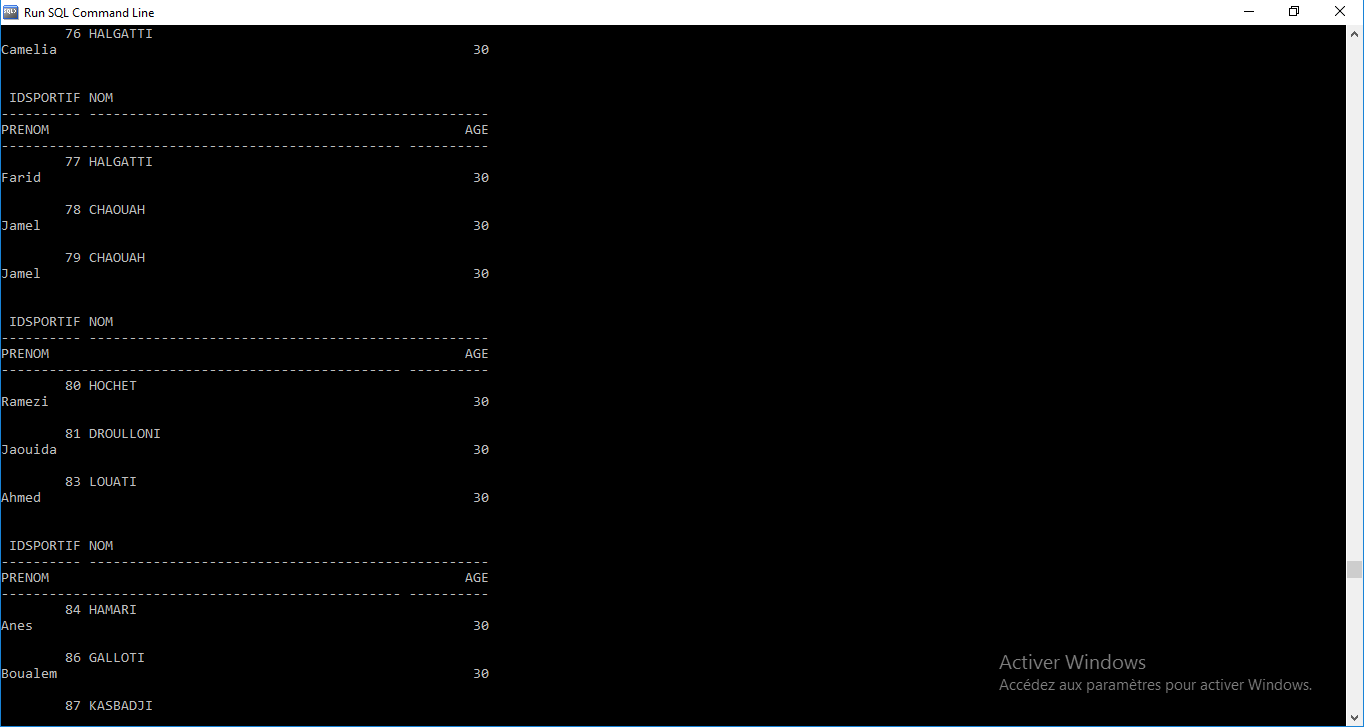 Run SQL Command Line
76 HALGATTI
Camelia 30
IDSPORTIF NOM
---------- --------------------------------------------------
PRENOM AGE
-------------------------------------------------- ----------
77 HALGATTI
Farid 30
78 CHAOUAH
Jamel 30
79 CHAOUAH
Jamel 30
IDSPORTIF NOM
---------- --------------------------------------------------
PRENOM AGE
-------------------------------------------------- ----------
80 HOCHET
Ramezi 30
81 DROULLONI
Jaouida 30
83 LOUATI
Ahmed 30
IDSPORTIF NOM
---------- --------------------------------------------------
PRENOM AGE
-------------------------------------------------- ----------
84 HAMARI
Anes 30
86 GALLOTI
Boualem 30
87 KASBADJI
Activer Windows
Accédez aux paramètres pour activer Windows.